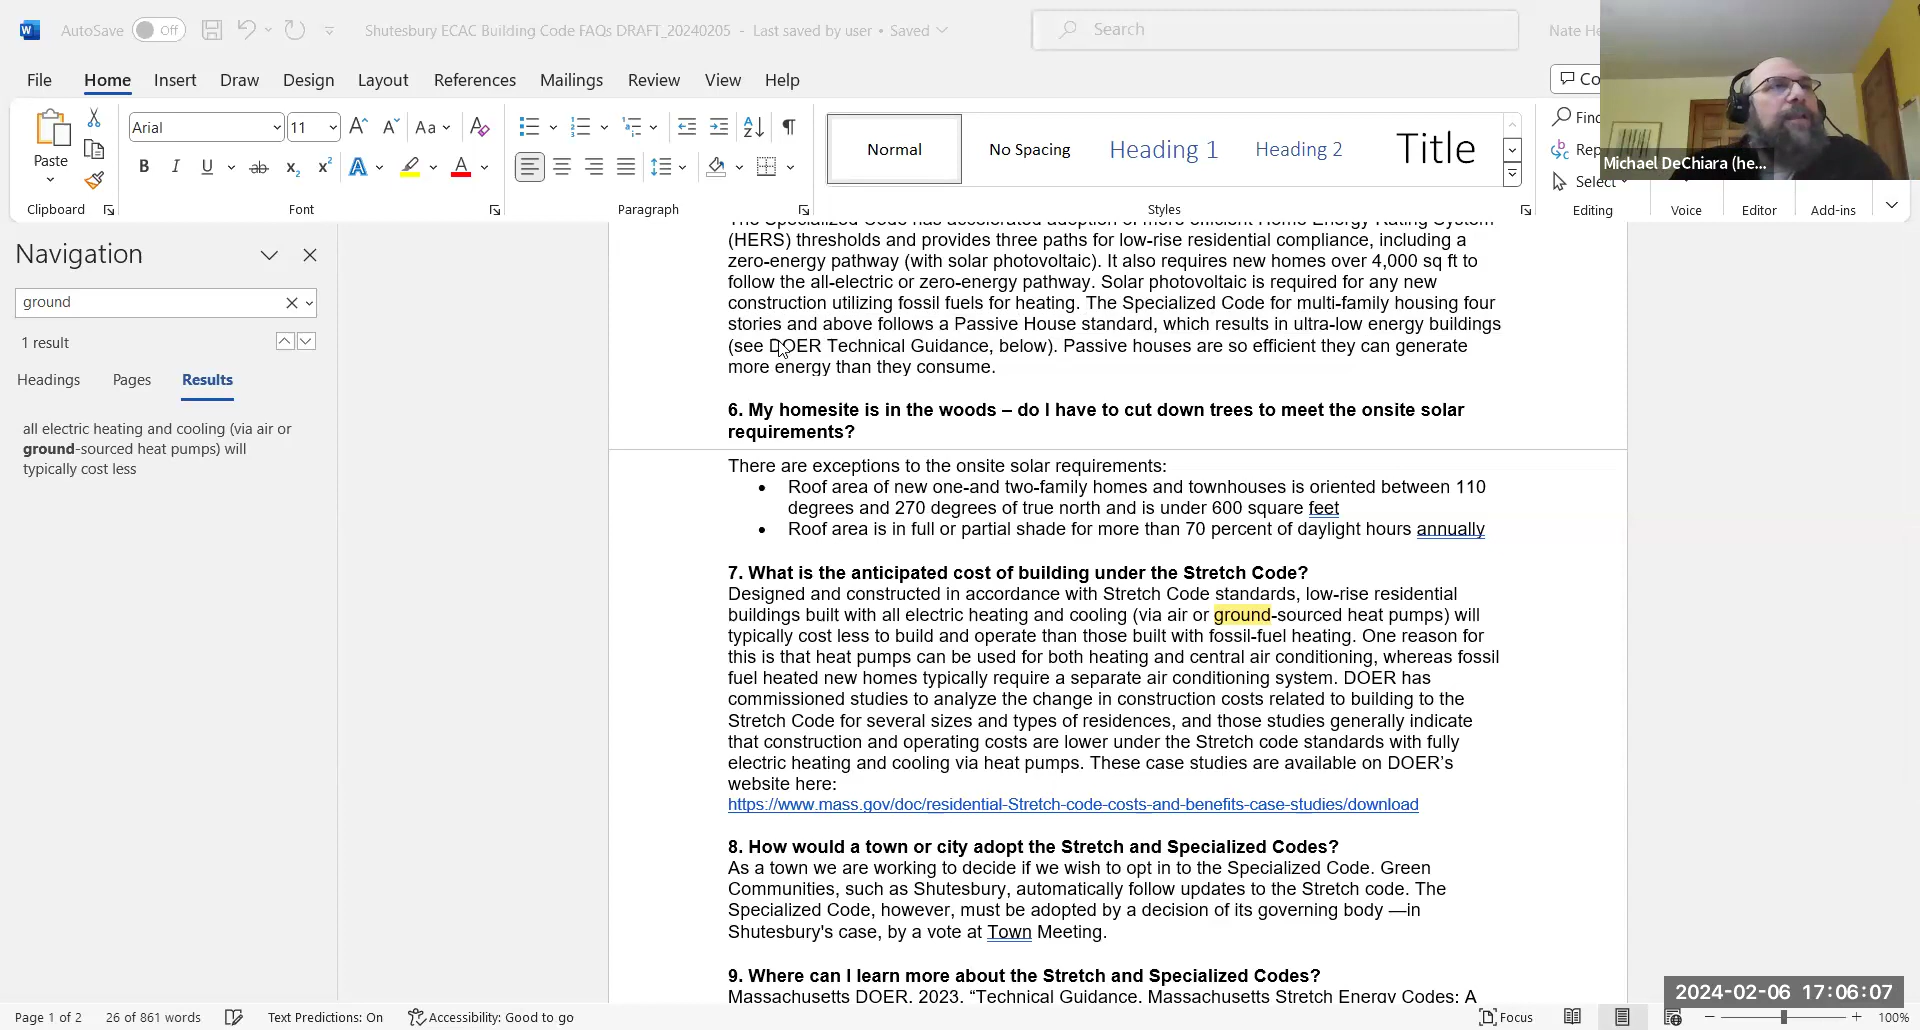 AutoSave Off Shutesbury ECAC Building Code FAQs DRAFT_20240205 - Last saved by user • Saved Search Nate He
File Home Insert Draw Design Layout References Mailings Review View Help Co
Paste Arial 11 Aa Normal No Spacing Heading 1 Heading 2 Title Find
Rep
Select
Michael DeChiara (he...
Clipboard Font Paragraph Styles Editing Voice Editor Add-ins
Navigation
ground
1 result
Headings Pages Results
all electric heating and cooling (via air or
ground-sourced heat pumps) will
typically cost less
The Specialized Code has accelerated adoption of more efficient Home Energy Rating System
(HERS) thresholds and provides three paths for low-rise residential compliance, including a
zero-energy pathway (with solar photovoltaic). It also requires new homes over 4,000 sq ft to
follow the all-electric or zero-energy pathway. Solar photovoltaic is required for any new
construction utilizing fossil fuels for heating. The Specialized Code for multi-family housing four
stories and above follows a Passive House standard, which results in ultra-low energy buildings
(see DOER Technical Guidance, below). Passive houses are so efficient they can generate
more energy than they consume.
6. My homesite is in the woods – do I have to cut down trees to meet the onsite solar
requirements?
There are exceptions to the onsite solar requirements:
• Roof area of new one-and two-family homes and townhouses is oriented between 110
degrees and 270 degrees of true north and is under 600 square feet
• Roof area is in full or partial shade for more than 70 percent of daylight hours annually
7. What is the anticipated cost of building under the Stretch Code?
Designed and constructed in accordance with Stretch Code standards, low-rise residential
buildings built with all electric heating and cooling (via air or ground-sourced heat pumps) will
typically cost less to build and operate than those built with fossil-fuel heating. One reason for
this is that heat pumps can be used for both heating and central air conditioning, whereas fossil
fuel heated new homes typically require a separate air conditioning system. DOER has
commissioned studies to analyze the change in construction costs related to building to the
Stretch Code for several sizes and types of residences, and those studies generally indicate
that construction and operating costs are lower under the Stretch code standards with fully
electric heating and cooling via heat pumps. These case studies are available on DOER's
website here:
https://www.mass.gov/doc/residential-Stretch-code-costs-and-benefits-case-studies/download
8. How would a town or city adopt the Stretch and Specialized Codes?
As a town we are working to decide if we wish to opt in to the Specialized Code. Green
Communities, such as Shutesbury, automatically follow updates to the Stretch code. The
Specialized Code, however, must be adopted by a decision of its governing body —in
Shutesbury's case, by a vote at Town Meeting.
9. Where can I learn more about the Stretch and Specialized Codes?
Massachusetts DOER. 2023. “Technical Guidance. Massachusetts Stretch Energy Codes: A
2024-02-06 17:06:07
Page 1 of 2 26 of 861 words Text Predictions: On Accessibility: Good to go Focus 100%